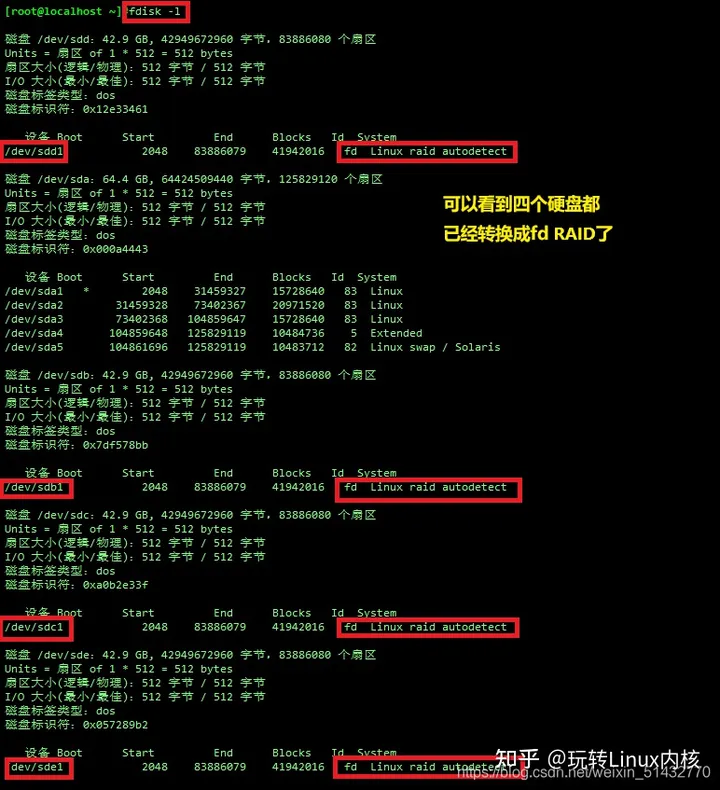 [root@localhost ~]#fdisk -l
磁盘 /dev/sdd：42.9 GB, 42949672960 字节，83886080 个扇区
Units = 扇区 of 1 * 512 = 512 bytes
扇区大小(逻辑/物理)：512 字节 / 512 字节
I/O 大小(最小/最佳)：512 字节 / 512 字节
磁盘标签类型：dos
磁盘标识符：0x12e33461
设备 Boot Start End Blocks Id System
/dev/sdd1 2048 83886079 41942016 fd Linux raid autodetect
磁盘 /dev/sda：64.4 GB, 64424509440 字节，125829120 个扇区
Units = 扇区 of 1 * 512 = 512 bytes
扇区大小(逻辑/物理)：512 字节 / 512 字节
I/O 大小(最小/最佳)：512 字节 / 512 字节
磁盘标签类型：dos
磁盘标识符：0x000a4443
可以看到四个硬盘都
已经转换成fd RAID了
设备 Boot Start End Blocks Id System
/dev/sda1 * 2048 31459327 15728640 83 Linux
/dev/sda2 31459328 73402367 20971520 83 Linux
/dev/sda3 73402368 104859647 15728640 83 Linux
/dev/sda4 104859648 125829119 10484736 5 Extended
/dev/sda5 104861696 125829119 10483712 82 Linux swap / Solaris
磁盘 /dev/sdb：42.9 GB, 42949672960 字节，83886080 个扇区
Units = 扇区 of 1 * 512 = 512 bytes
扇区大小(逻辑/物理)：512 字节 / 512 字节
I/O 大小(最小/最佳)：512 字节 / 512 字节
磁盘标签类型：dos
磁盘标识符：0x7df578bb
设备 Boot Start End Blocks Id System
/dev/sdb1 2048 83886079 41942016 fd Linux raid autodetect
磁盘 /dev/sdc：42.9 GB, 42949672960 字节，83886080 个扇区
Units = 扇区 of 1 * 512 = 512 bytes
扇区大小(逻辑/物理)：512 字节 / 512 字节
I/O 大小(最小/最佳)：512 字节 / 512 字节
磁盘标签类型：dos
磁盘标识符：0xa0b2e33f
设备 Boot Start End Blocks Id System
/dev/sdc1 2048 83886079 41942016 fd Linux raid autodetect
磁盘 /dev/sde：42.9 GB, 42949672960 字节，83886080 个扇区
Units = 扇区 of 1 * 512 = 512 bytes
扇区大小(逻辑/物理)：512 字节 / 512 字节
I/O 大小(最小/最佳)：512 字节 / 512 字节
磁盘标签类型：dos
磁盘标识符：0x057289b2
设备 Boot Start End Blocks Id System
/dev/sde1 2048 83886079 41942016 fd Linux raid autodetect
知乎 @玩转Linux内核
https://blog.csdn.net/weixin_51432770